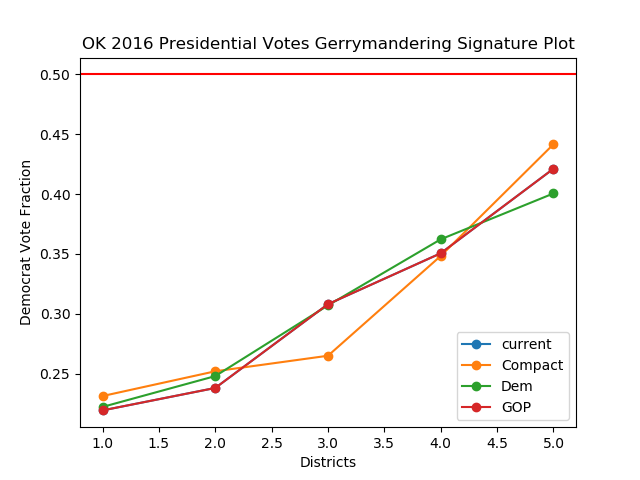 OK 2016 Presidential Votes Gerrymandering Signature Plot
0.50
0.45
0.40
0.35
0.30
0.25
Democrat Vote Fraction
current
Compact
Dem
GOP
1.0 1.5 2.0 2.5 3.0 3.5 4.0 4.5 5.0
Districts